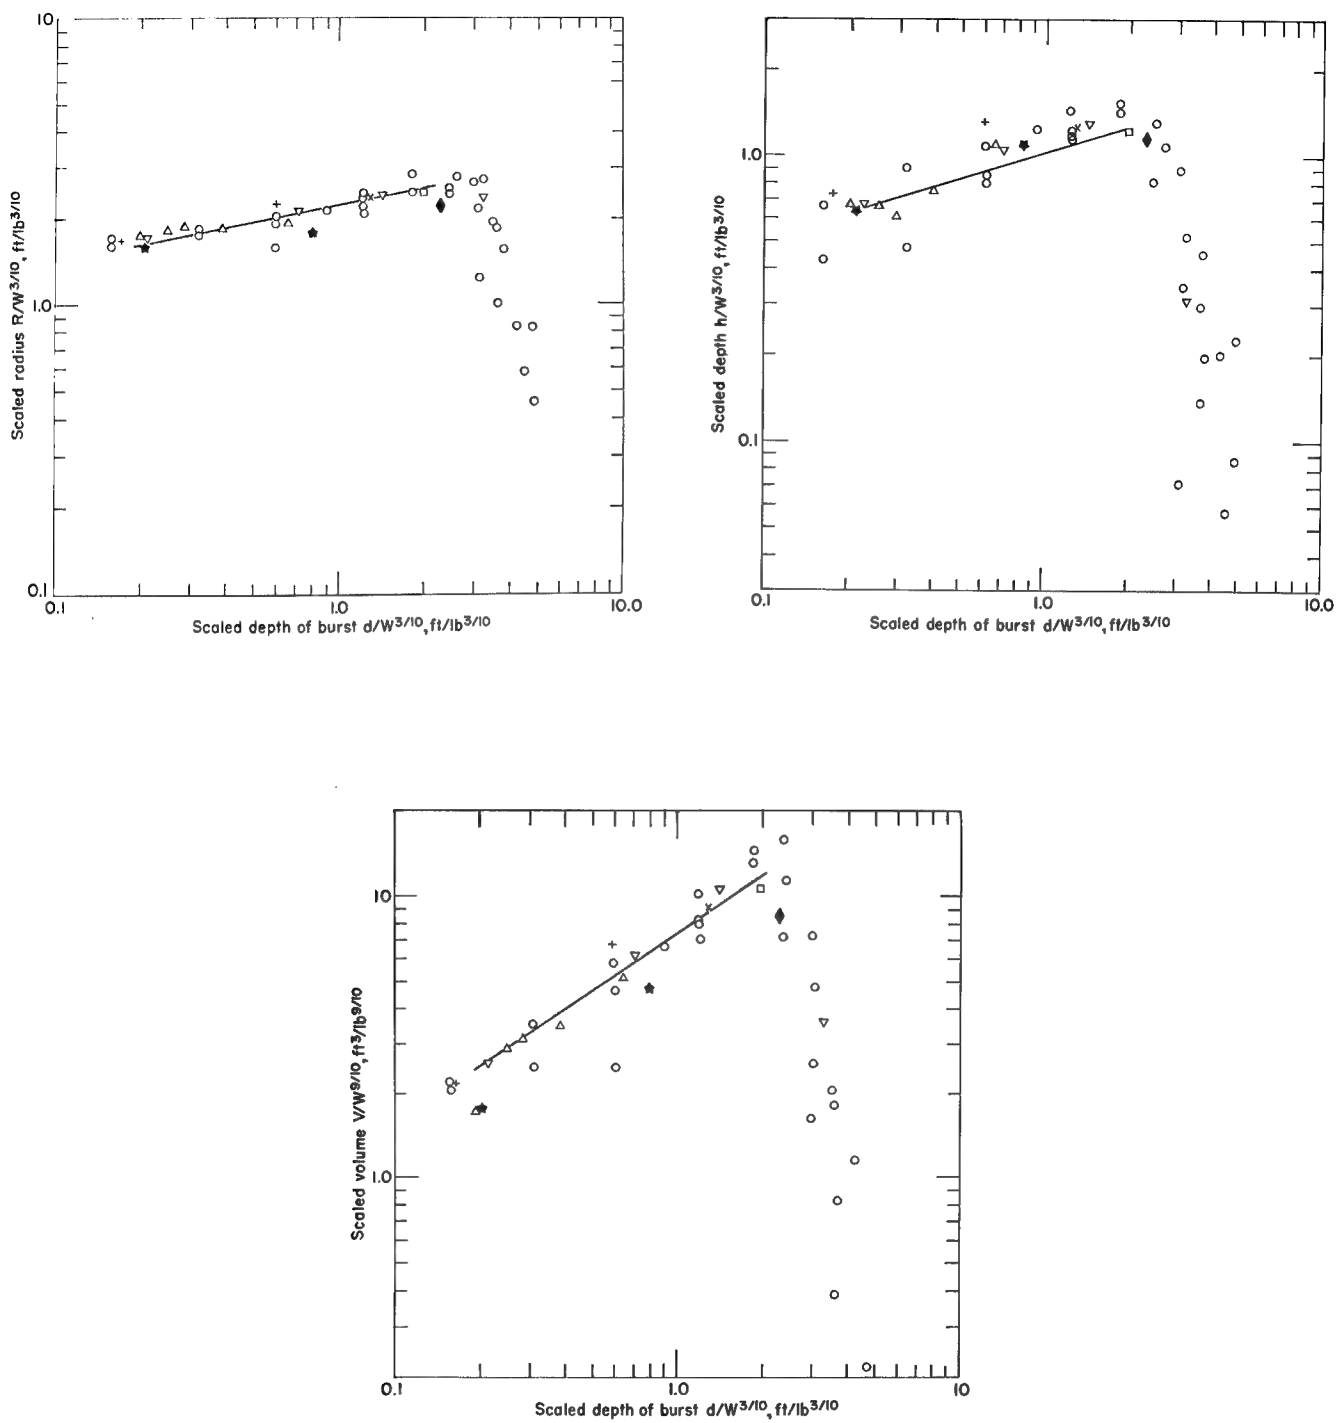 10
1.0
0.1
0.1
1.0
10.0
Scaled radius R/W3/10, ft/lb3/10
Scaled depth of burst d/W3/10, ft/lb3/10
1.0
0.1
0.1
1.0
10.0
Scaled depth h/W3/10, ft/lb3/10
Scaled depth of burst d/W3/10, ft/lb3/10
10
1.0
0.1
1.0
10
Scaled volume V/W9/10, ft3/lb9/10
Scaled depth of burst d/W3/10, ft/lb3/10